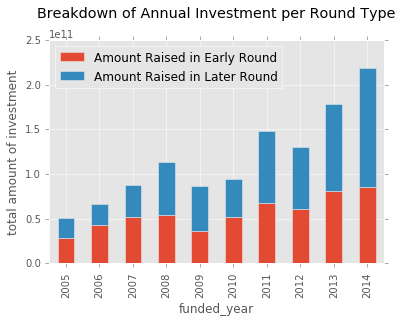 Breakdown of Annual Investment per Round Type
1e11
2.5
2.0
1.5
1.0
0.5
0.0
total amount of investment
Amount Raised in Early Round
Amount Raised in Later Round
2005 2006 2007 2008 2009 2010 2011 2012 2013 2014
funded_year